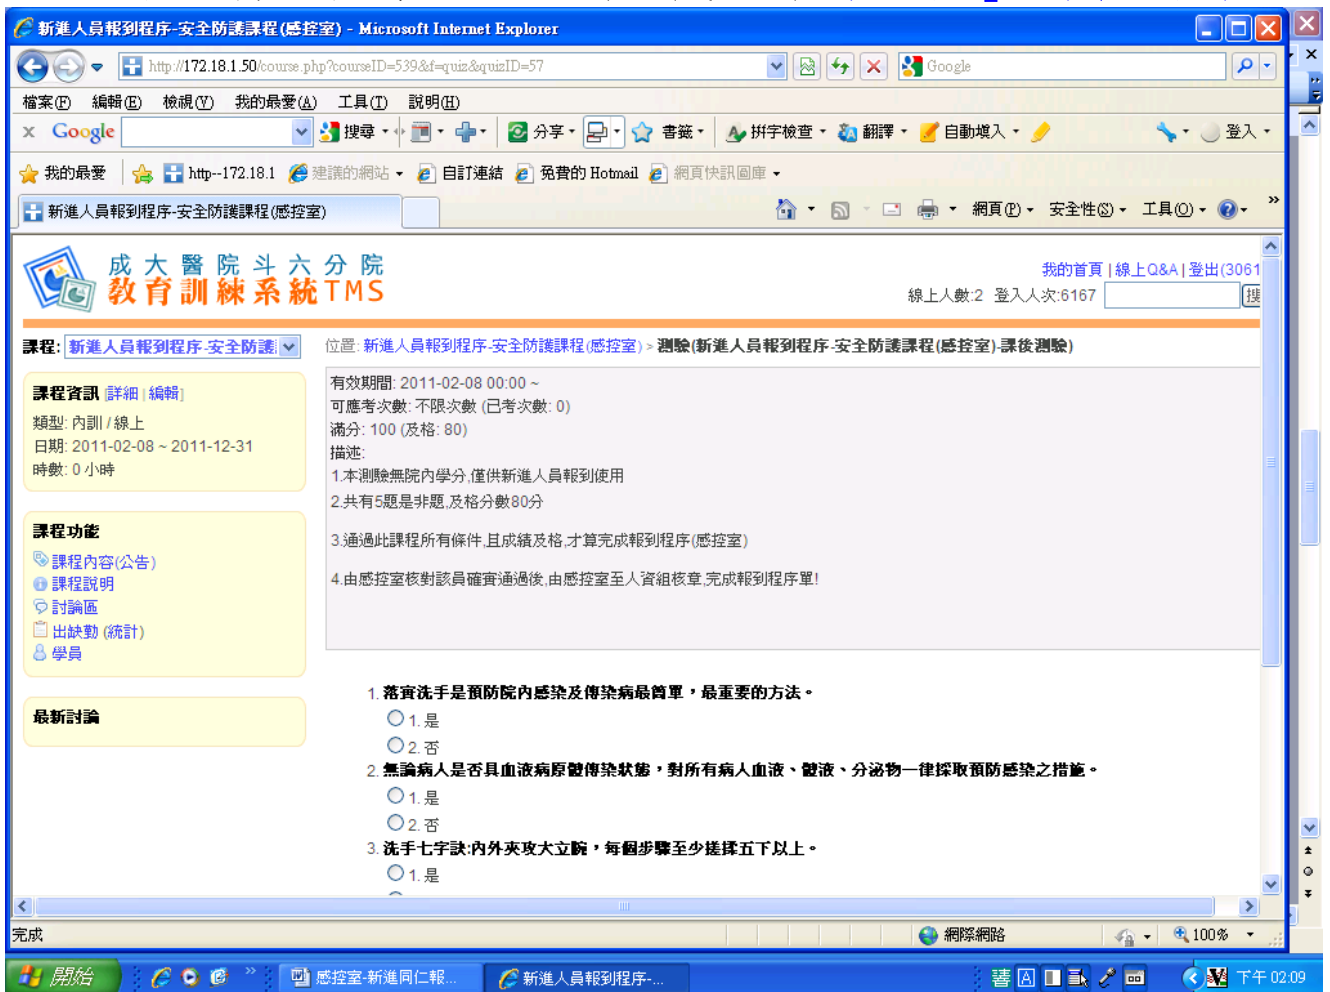 新進人員報到程序-安全防護課程(感控室) - Microsoft Internet Explorer
http://172.18.1.50/course.php?courseID=539&f=quiz&quizID=57
Google
檔案(F) 編輯(E) 檢視(V) 我的最愛(A) 工具(T) 說明(H)
x Google 搜尋 分享 書籤 拼字檢查 翻譯 自動填入 登入
我的最愛 http--172.18.1 建議的網站 自訂連結 免費的 Hotmail 網頁快訊圖庫
新進人員報到程序-安全防護課程(感控室)
網頁(P) 安全性(S) 工具(O)
成大醫院斗六分院
教育訓練系統TMS
我的首頁 | 線上Q&A | 登出(3061
線上人數:2 登入人次:6167
搜
課程: 新進人員報到程序-安全防護
位置: 新進人員報到程序-安全防護課程(感控室) > 測驗(新進人員報到程序-安全防護課程(感控室)-課後測驗)
課程資訊 [詳細 | 編輯]
類型: 內訓 / 線上
日期: 2011-02-08 ~ 2011-12-31
時數: 0 小時
課程功能
課程內容(公告)
課程說明
討論區
出缺勤 (統計)
學員
最新討論
有效期間: 2011-02-08 00:00 ~
可應考次數: 不限次數 (已考次數: 0)
滿分: 100 (及格: 80)
描述:
1.本測驗無院內學分,僅供新進人員報到使用
2.共有5題是非題,及格分數80分
3.通過此課程所有條件,且成績及格,才算完成報到程序(感控室)
4.由感控室核對該員確實通過後,由感控室至人資組核章,完成報到程序單!
1. 落實洗手是預防院內感染及傳染病最簡單，最重要的方法。
1. 是
2. 否
2. 無論病人是否具血液病原體傳染狀態，對所有病人血液、體液、分泌物一律採取預防感染之措施。
1. 是
2. 否
3. 洗手七字訣:內外夾攻大立腕，每個步驟至少搓揉五下以上。
1. 是
完成
網際網路
100%
開始
感控室-新進同仁報...
新進人員報到程序-...
下午 02:09